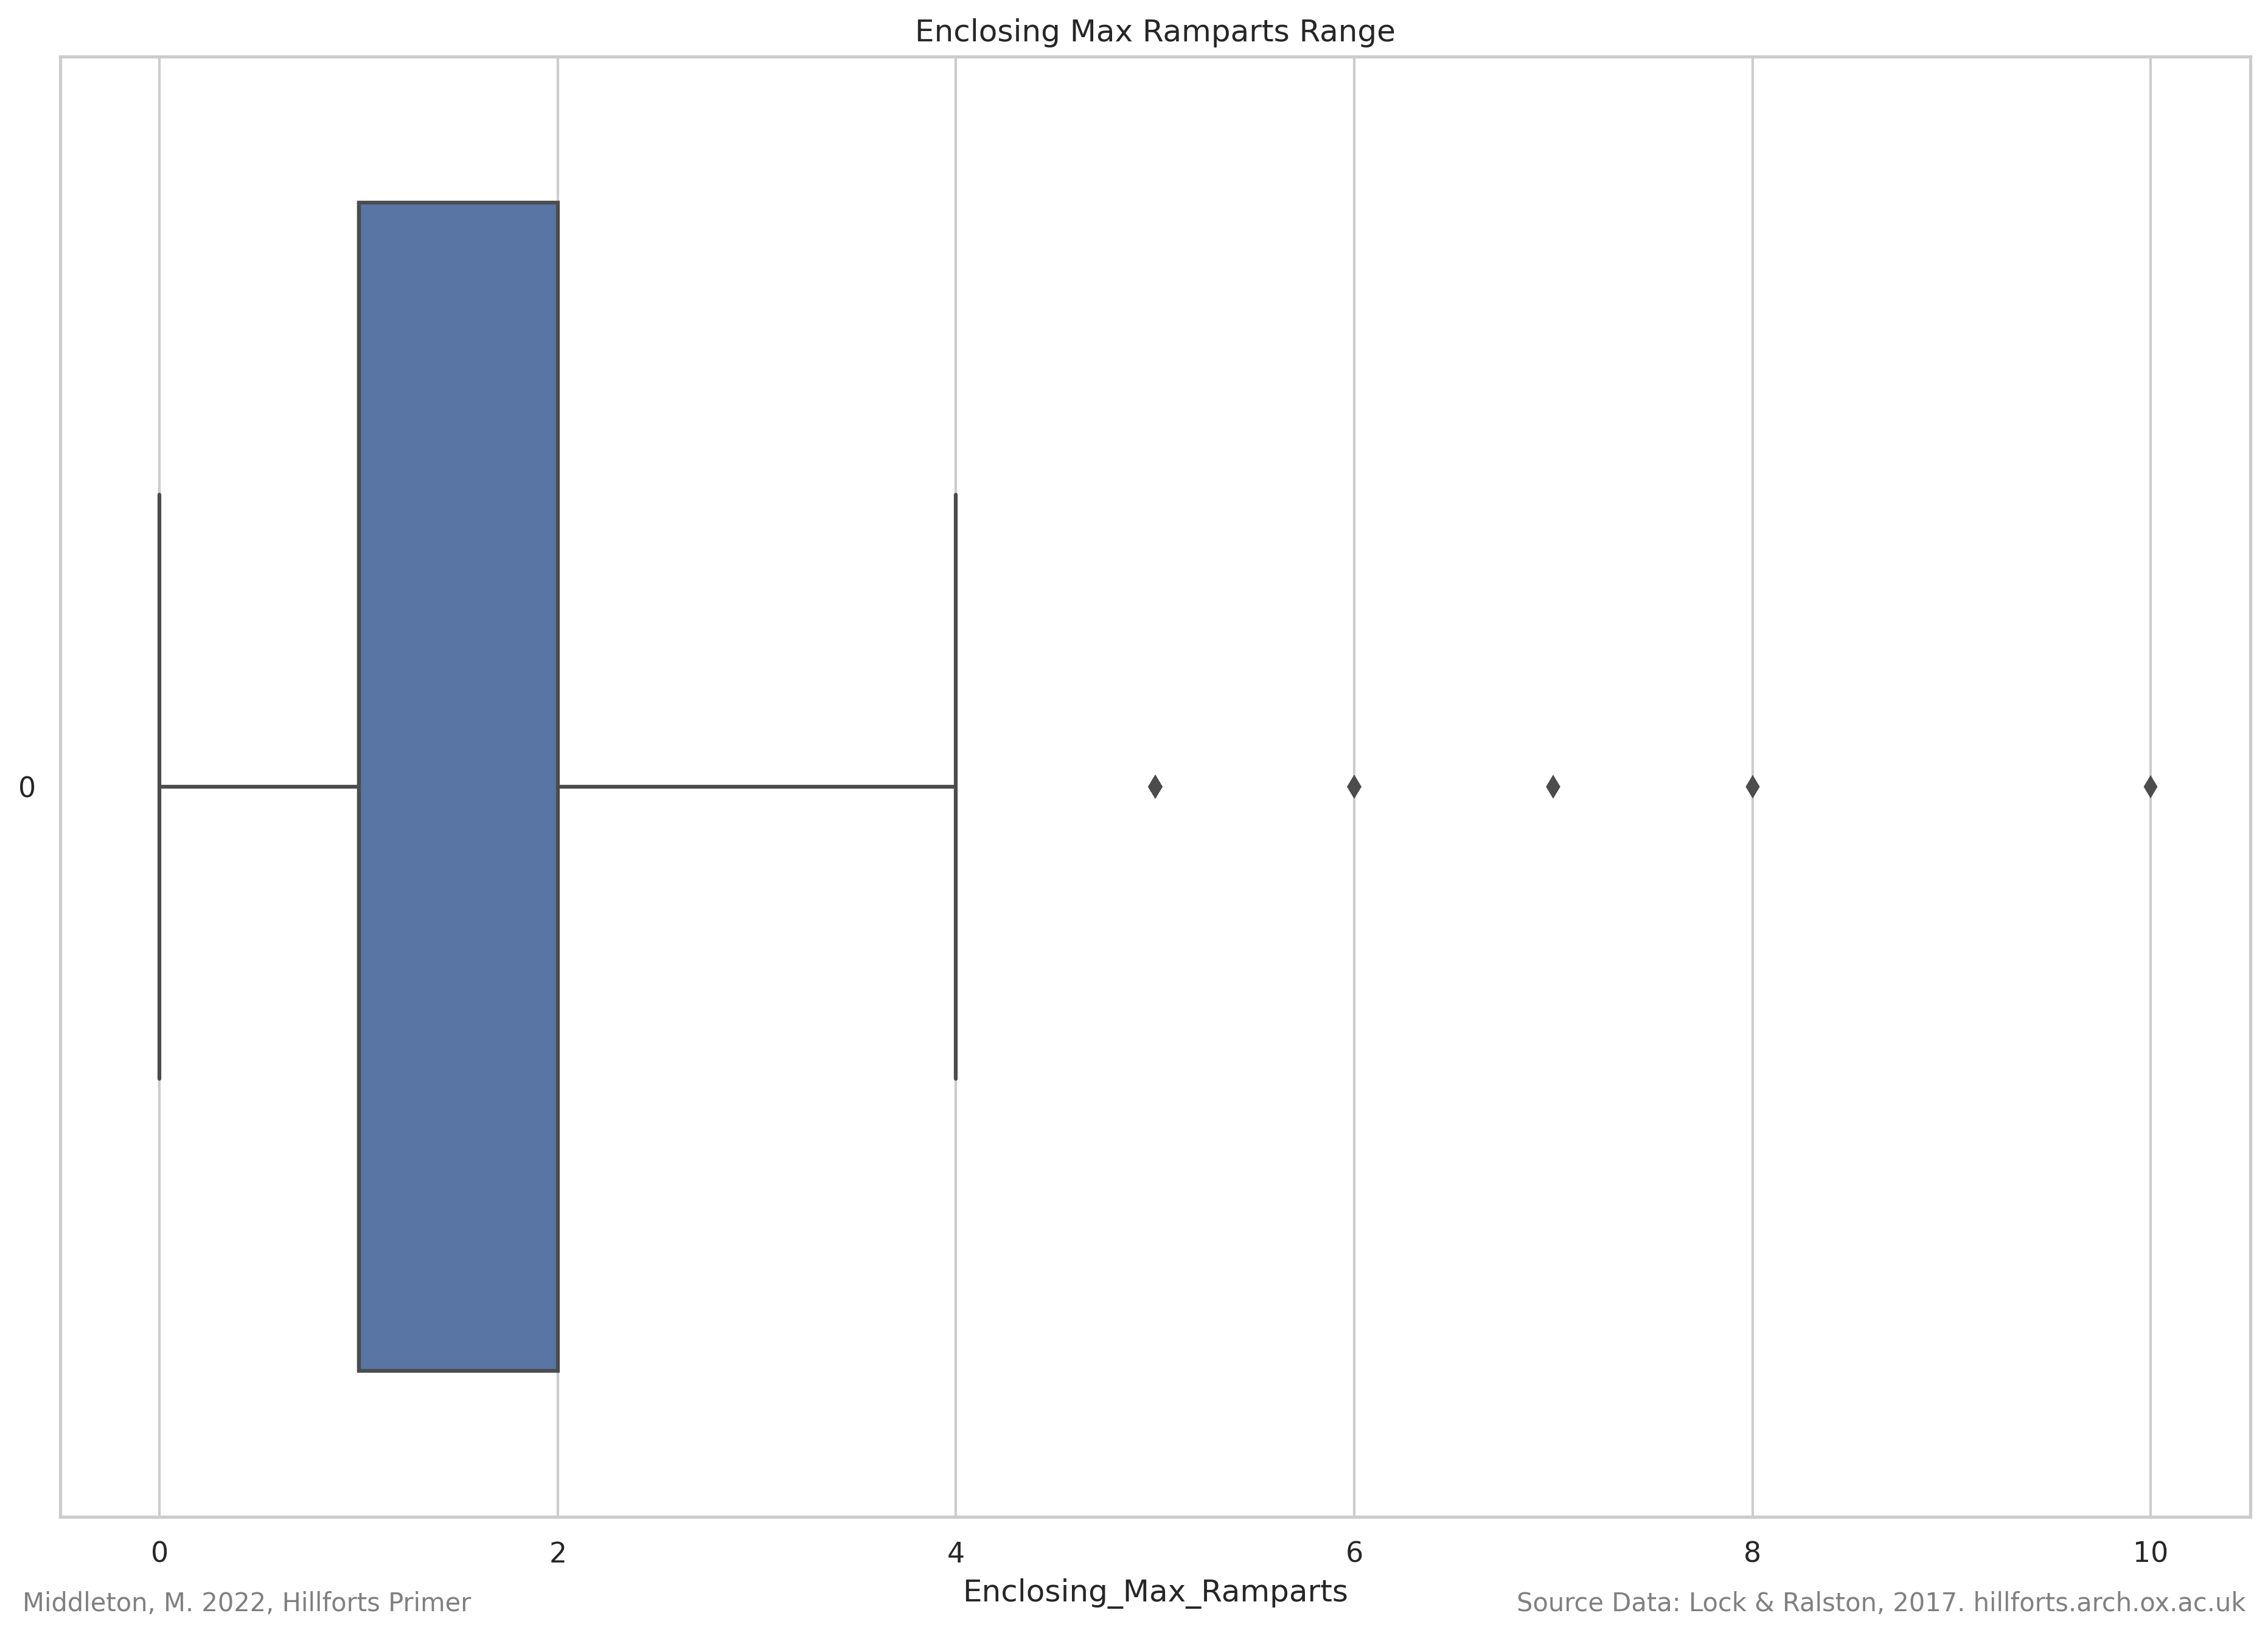 Enclosing Max Ramparts Range
0
0 2 4 6 8 10
Enclosing_Max_Ramparts
Middleton, M. 2022, Hillforts Primer
Source Data: Lock & Ralston, 2017. hillforts.arch.ox.ac.uk